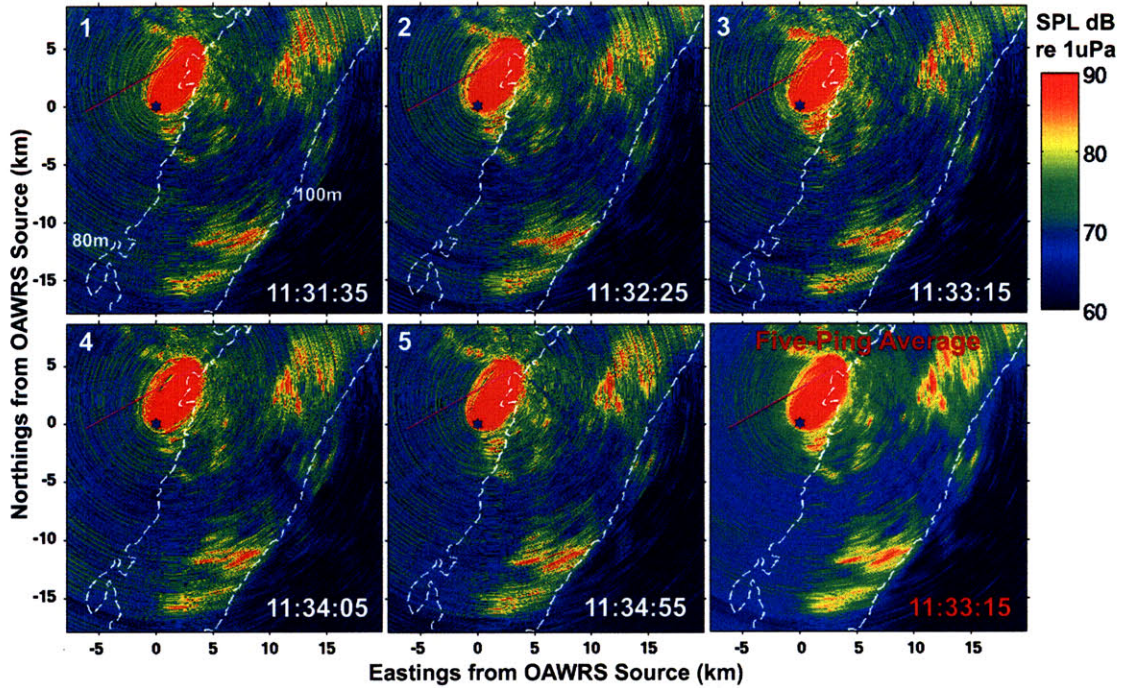 1
2
3
SPL dB
re 1uPa
90
80
70
60
5
0
-5
-10
-15
100m
80m
11:31:35
11:32:25
11:33:15
Northings from OAWRS Source (km)
4
5
Five-Ping Average
5
0
-5
-10
-15
11:34:05
11:34:55
11:33:15
-5 0 5 10 15
-5 0 5 10 15
-5 0 5 10 15
Eastings from OAWRS Source (km)